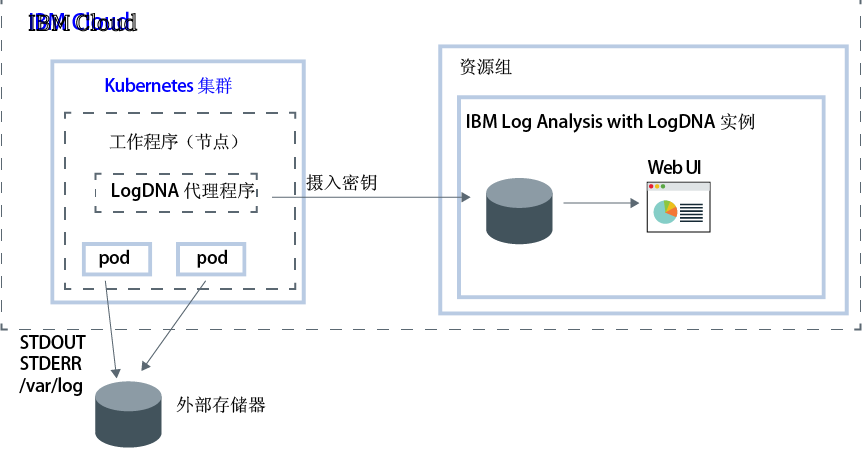 IBM Cloud
Kubernetes 集群
资源组
工作程序（节点）
IBM Log Analysis with LogDNA 实例
LogDNA 代理程序
摄入密钥
Web UI
pod
pod
STDOUT
STDERR
/var/log
外部存储器